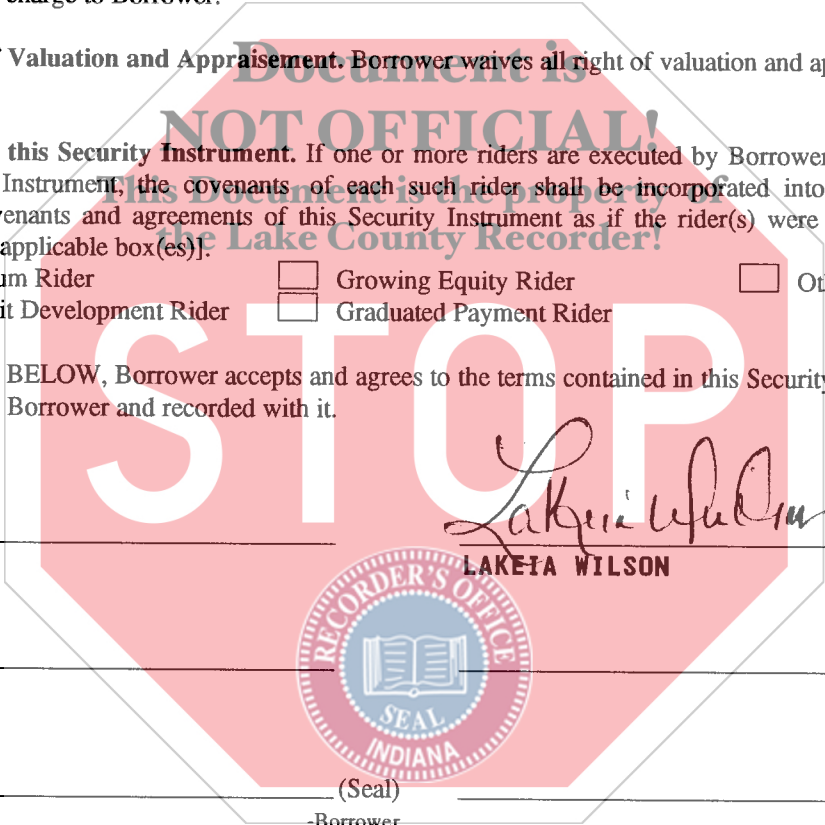 charge to Borrower.
Document is
Valuation and Appraisement. Borrower waives all right of valuation and ap
NOT OFFICIAL!
this Security Instrument. If one or more riders are executed by Borrower
This Document is the property of
Instrument, the covenants of each such rider shall be incorporated into
enants and agreements of this Security Instrument as if the rider(s) were
the Lake County Recorder!
applicable box(es)].
um Rider Growing Equity Rider Ot
it Development Rider Graduated Payment Rider
STOP
BELOW, Borrower accepts and agrees to the terms contained in this Security
Borrower and recorded with it.
LaKeia Wilson
LAKEIA WILSON
RECORDER'S OFFICE
SEAL
INDIANA
(Seal)
-Borrower